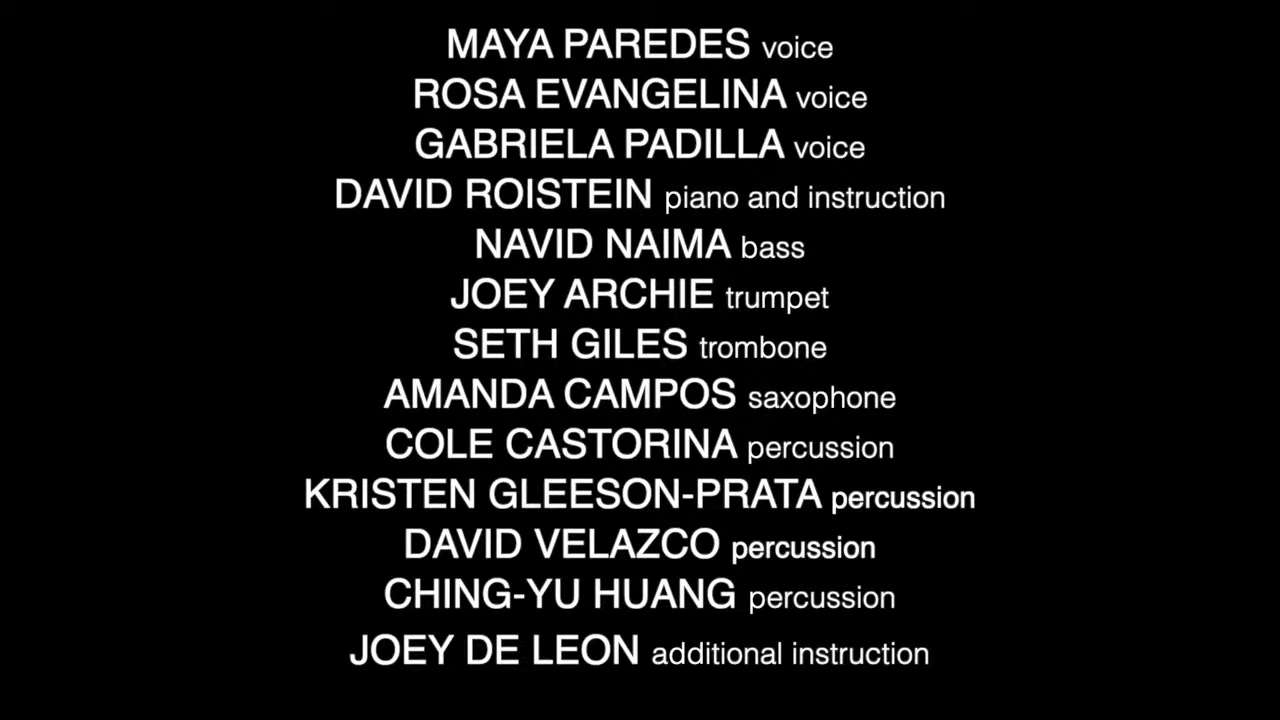 MAYA PAREDES voice
ROSA EVANGELINA voice
GABRIELA PADILLA voice
DAVID ROISTEIN piano and instruction
NAVID NAIMA bass
JOEY ARCHIE trumpet
SETH GILES trombone
AMANDA CAMPOS saxophone
COLE CASTORINA percussion
KRISTEN GLEESON-PRATA percussion
DAVID VELAZCO percussion
CHING-YU HUANG percussion
JOEY DE LEON additional instruction